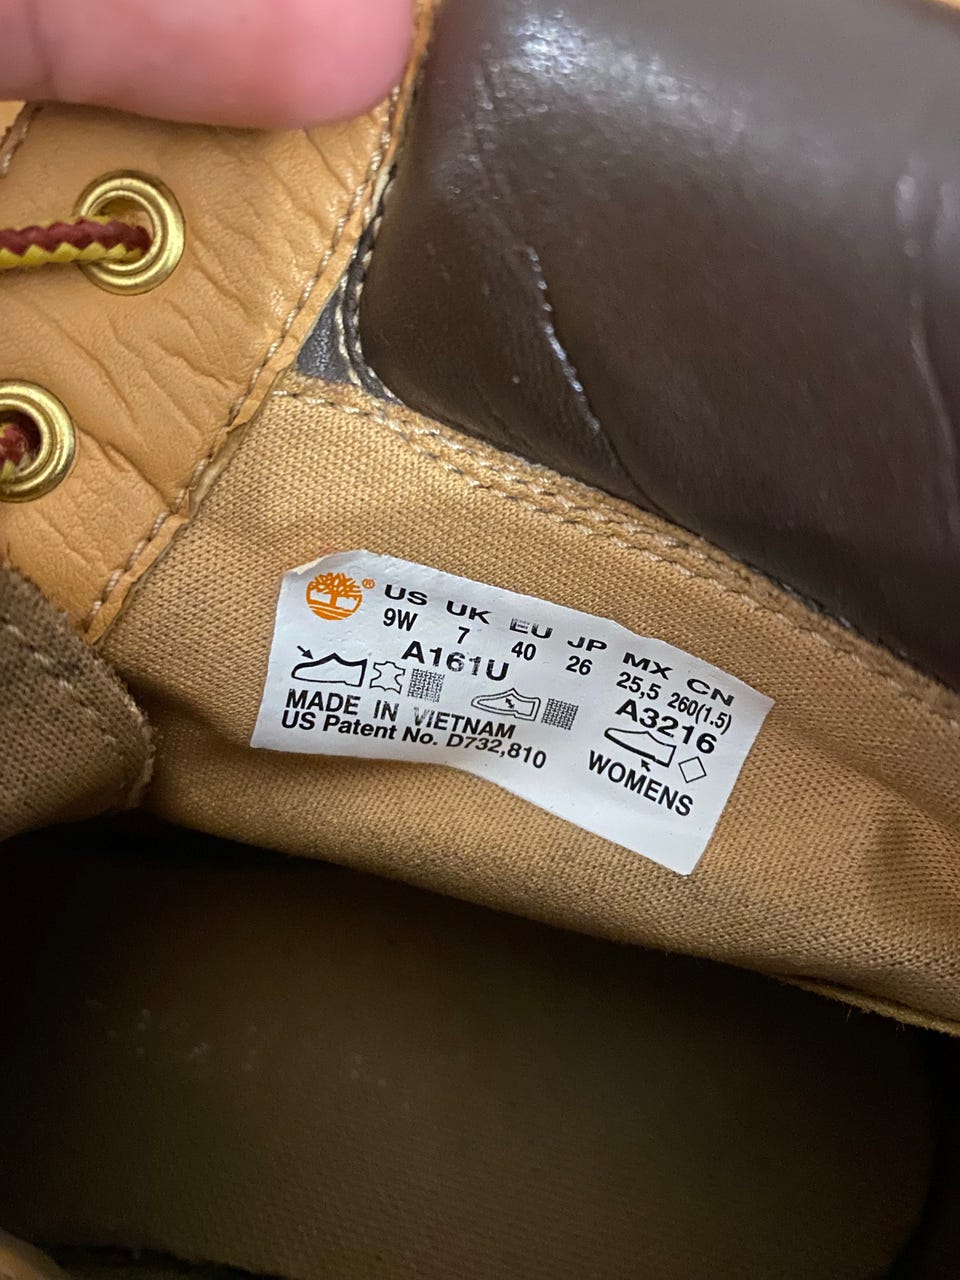 ® US UK EU JP MX CN
9W 7 40 26 25,5 260(1.5)
A161U A3216
MADE IN VIETNAM
US Patent No. D732,810
WOMENS